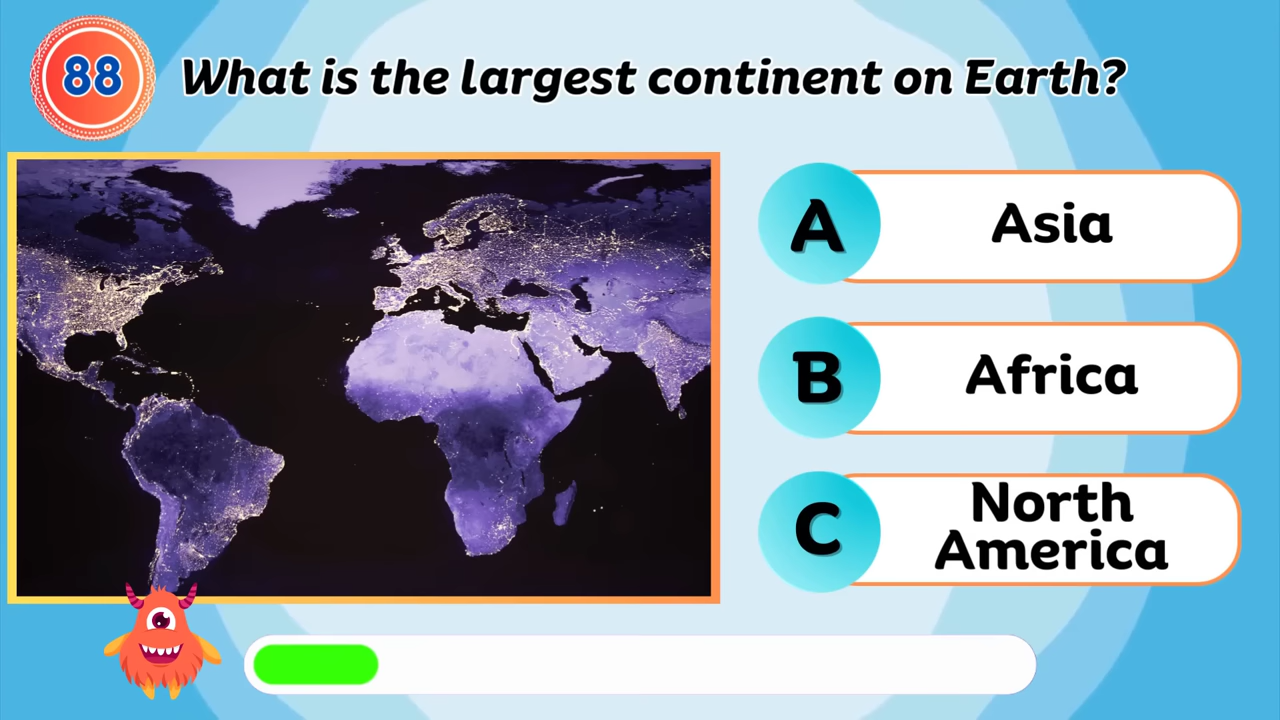 88
What is the largest continent on Earth?
A
Asia
B
Africa
C
North
America